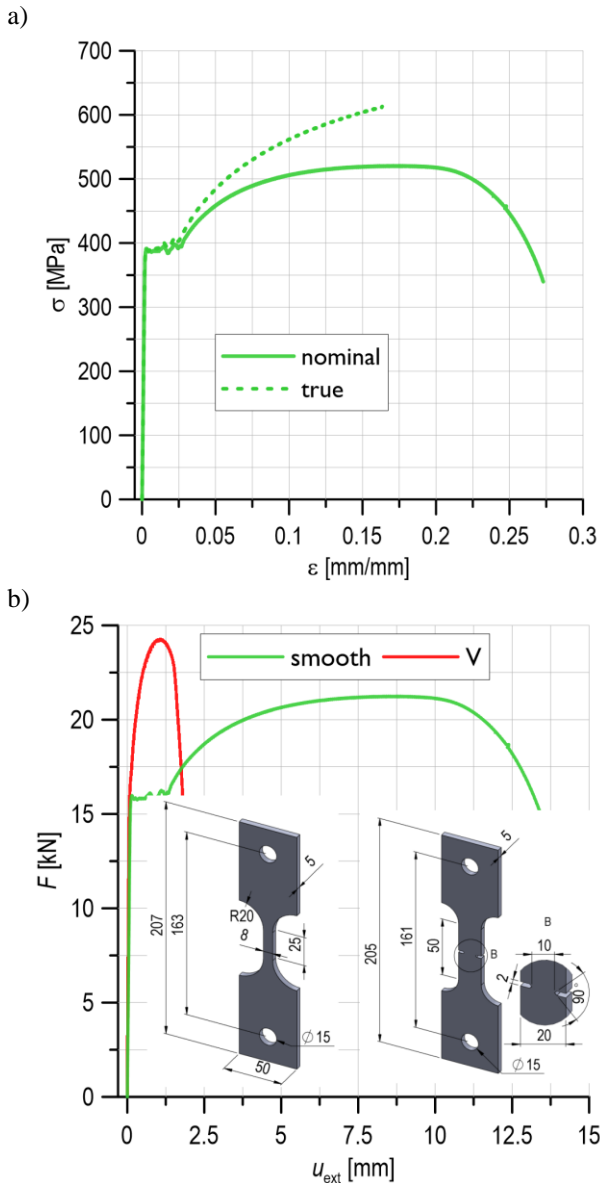 a)
700
600
500
400
300
200
100
0
σ [MPa]
nominal
true
0
0.05
0.1
0.15
0.2
0.25
0.3
ε [mm/mm]
b)
25
20
15
10
5
0
F [kN]
smooth
V
207
163
R20
8
5
25
Ø 15
50
205
161
50
5
B
Ø 15
B
10
2
90°
20
0
2.5
5
7.5
10
12.5
15
u_ext [mm]